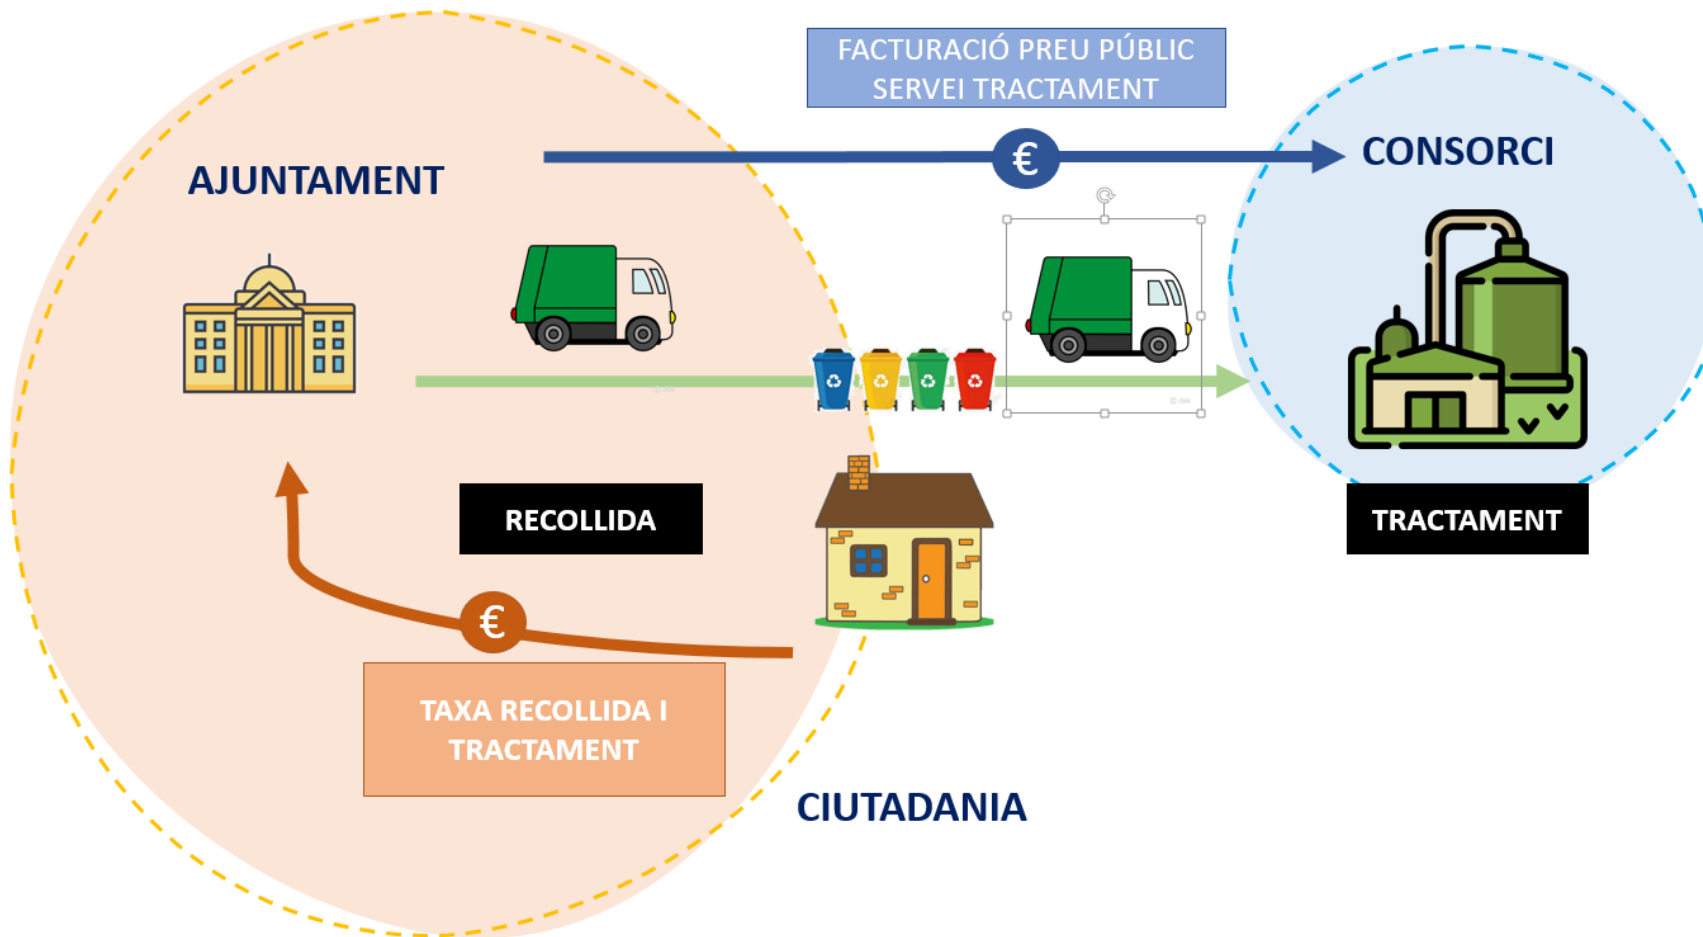 FACTURACIÓ PREU PÚBLIC
SERVEI TRACTAMENT
AJUNTAMENT
€
CONSORCI
RECOLLIDA
TRACTAMENT
€
TAXA RECOLLIDA I
TRACTAMENT
CIUTADANIA